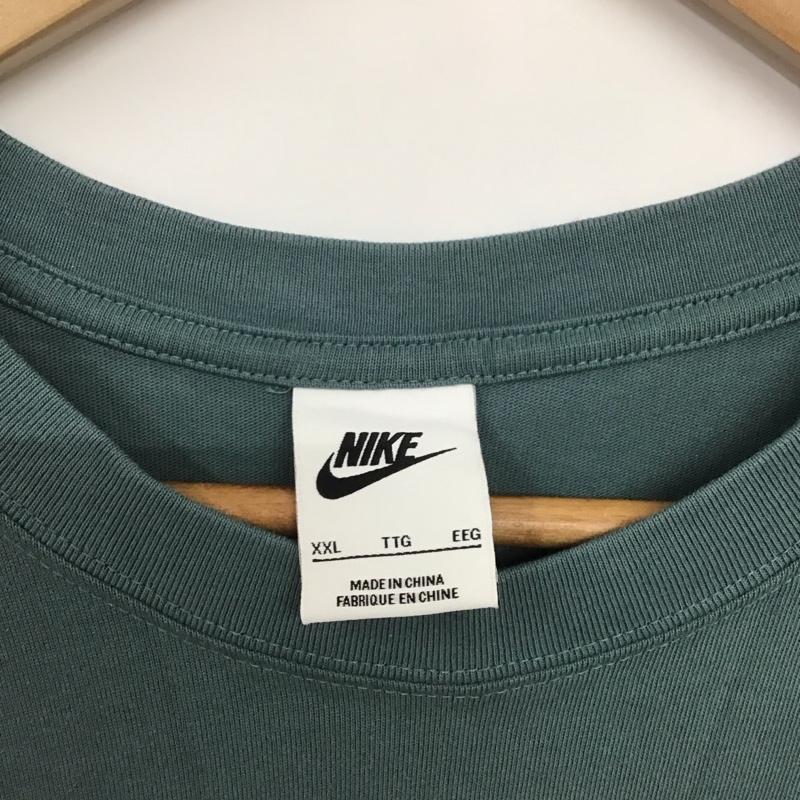 NIKE
XXL TTG EEG
MADE IN CHINA
FABRIQUE EN CHINE